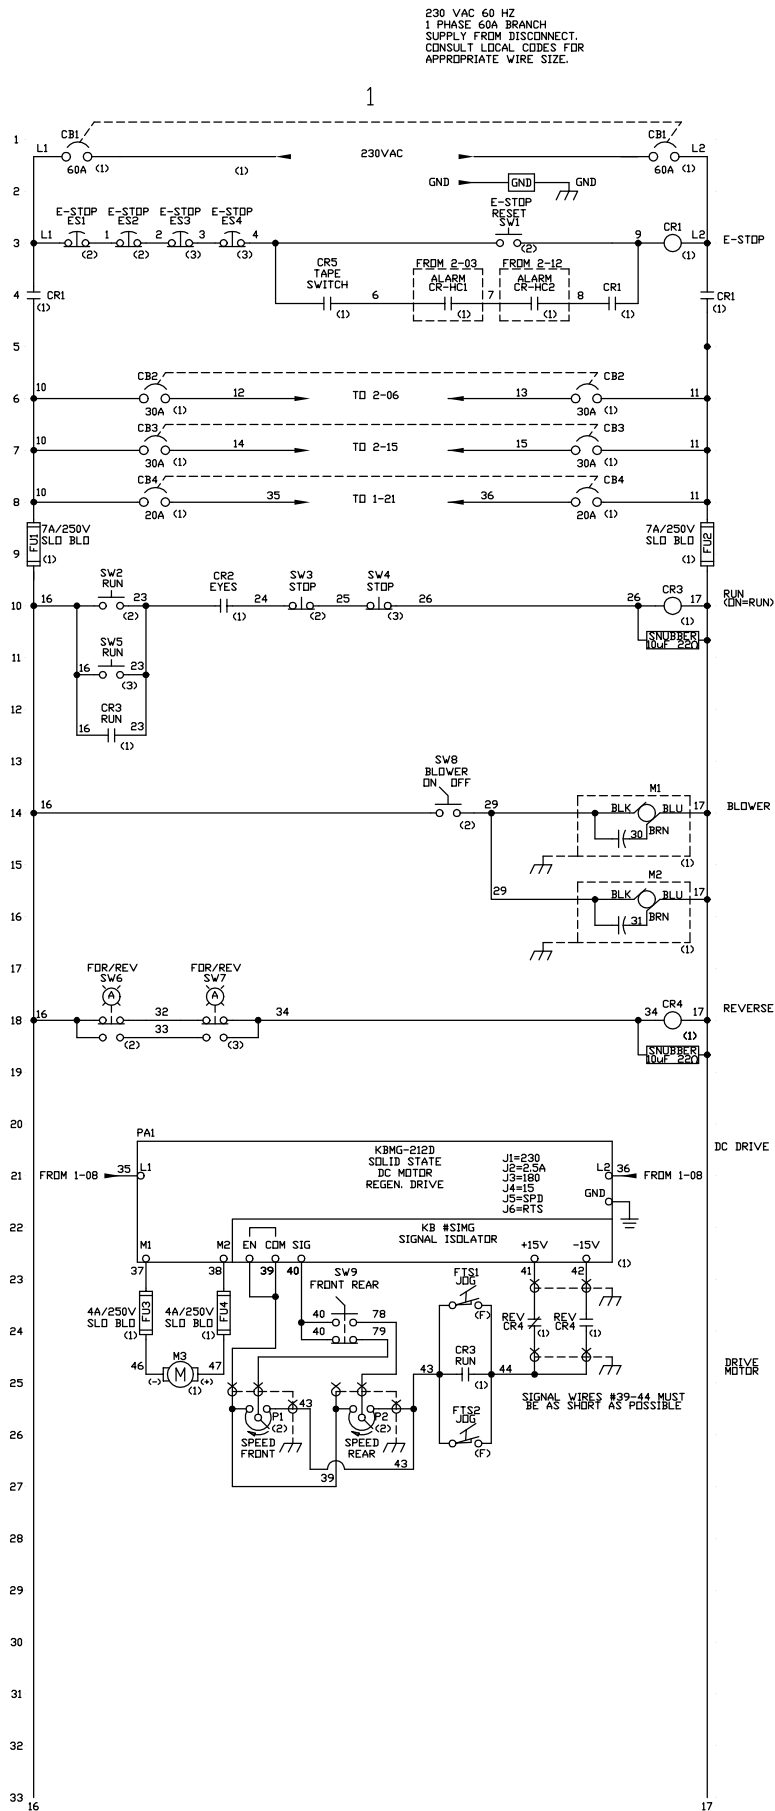 230 VAC 60 HZ
1 PHASE 60A BRANCH
SUPPLY FROM DISCONNECT.
CONSULT LOCAL CODES FOR
APPROPRIATE WIRE SIZE.
1
1
L1 CB1 60A (1) (1) 230VAC CB1 60A (1) L2
2
GND GND GND
E-STOP ES1 E-STOP ES2 E-STOP ES3 E-STOP ES4 E-STOP RESET SW1 CR1
3 L1 (2) 1 (2) 2 (3) 3 (3) 4 (2) 9 (1) L2 E-STOP
CR5 TAPE SWITCH FROM 2-03 ALARM CR-HC1 FROM 2-12 ALARM CR-HC2
4 CR1 (1) (1) 6 (1) 7 (1) 8 CR1 (1) CR1 (1)
5
6 10 CB2 30A (1) 12 TO 2-06 13 CB2 30A (1) 11
7 10 CB3 30A (1) 14 TO 2-15 15 CB3 30A (1) 11
8 10 CB4 20A (1) 35 TO 1-21 36 CB4 20A (1) 11
9 FU1 7A/250V SLO BLO (1) 7A/250V SLO BLO (1) FU2
SW2 RUN CR2 EYES SW3 STOP SW4 STOP CR3
10 16 (2) 23 (1) 24 (2) 25 (3) 26 26 (1) 17 RUN (ON=RUN)
SNUBBER
10uF 22Ω
11 SW5 RUN
16 (3) 23
12 CR3 RUN
16 (1) 23
13
SW8 BLOWER ON OFF
14 16 (2) 29 M1 BLK BLU 17 BLOWER
30 BRN
15 (1)
29 M2 BLK BLU 17
16 31 BRN
(1)
17
FOR/REV SW6 FOR/REV SW7
A A
18 16 32 34 34 CR4 17 REVERSE
33 (2) (3) (1)
SNUBBER
10uF 22Ω
19
20
PA1 DC DRIVE
KBMG-212D
SOLID STATE
DC MOTOR
REGEN. DRIVE
J1=230
J2=2.5A
J3=180
J4=15
J5=SPD
J6=RTS
21 FROM 1-08 35 L1 L2 36 FROM 1-08
GND
22
KB #SIMG
SIGNAL ISOLATOR
M1 M2 EN COM SIG +15V -15V (1)
23 37 38 39 40 41 42
SW9
FRONT REAR
FTS1
JOG
(F)
4A/250V SLO BLO (1) FU3 4A/250V SLO BLO (1) FU4
40 78
24 40 79 REV CR4 (1) REV CR4 (1)
CR3
RUN
(1)
46 M3 47 43 44 DRIVE MOTOR
(-) M (1) (+)
25
SIGNAL WIRES #39-44 MUST
BE AS SHORT AS POSSIBLE
43 P1 (2) P2 (2)
FTS2
JOG
(F)
26 SPEED FRONT SPEED REAR
39 43
27
28
29
30
31
32
33
16 17